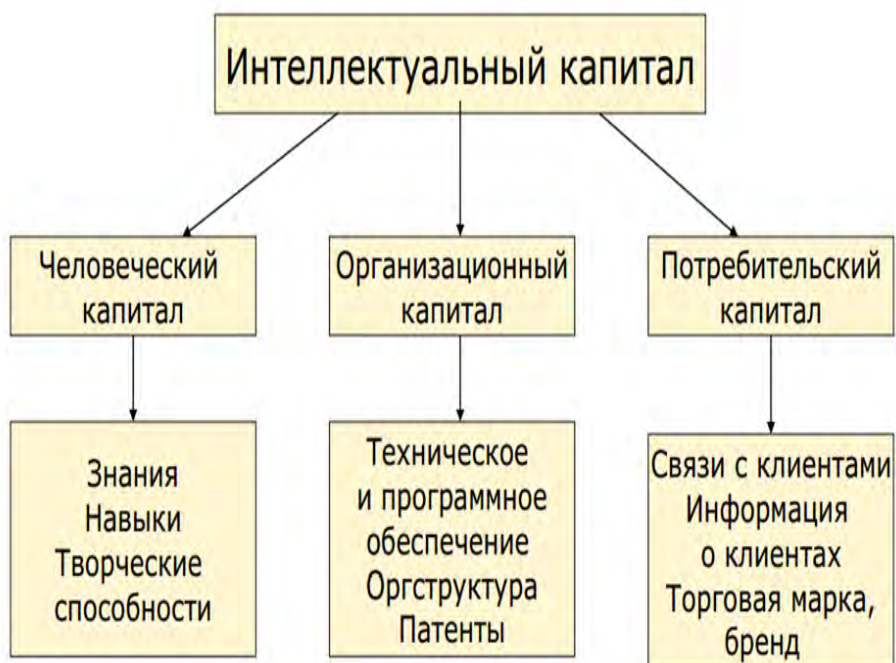 Интеллектуальный капитал
Человеческий
капитал
Организационный
капитал
Потребительский
капитал
Знания
Навыки
Творческие
способности
Техническое
и программное
обеспечение
Оргструктура
Патенты
Связи с клиентами
Информация
о клиентах
Торговая марка,
бренд